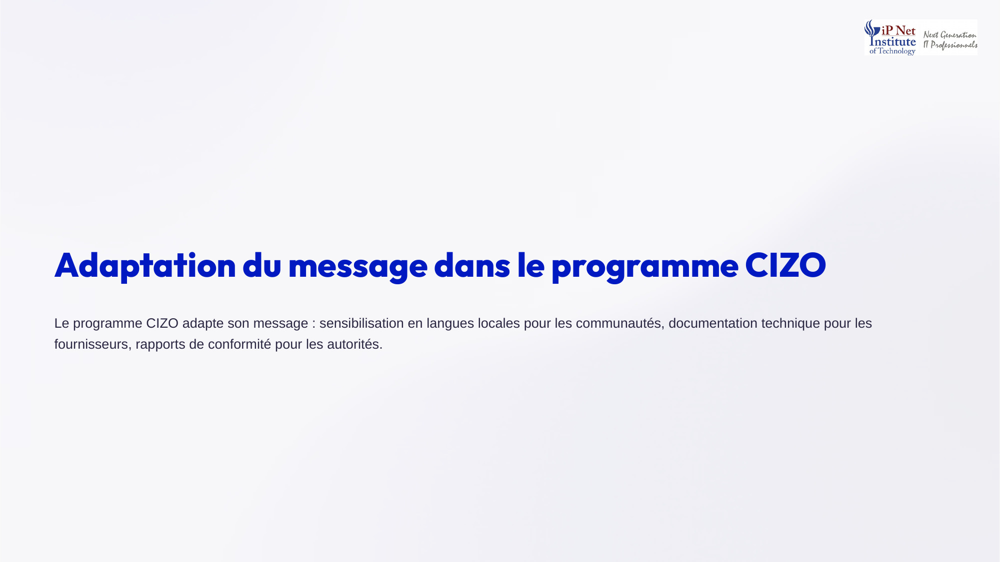 iP Net
Institute
of Technology
Next Generation
IT Professionnels
Adaptation du message dans le programme CIZO
Le programme CIZO adapte son message : sensibilisation en langues locales pour les communautés, documentation technique pour les
fournisseurs, rapports de conformité pour les autorités.